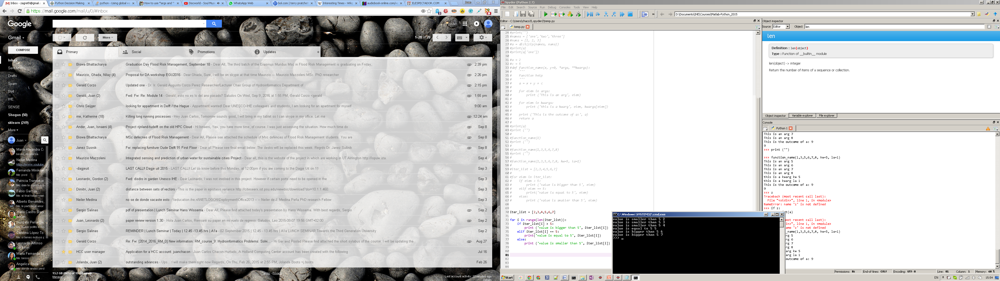 Inbox - zagreth@gmail.c
Python Decision Making
python - Using global va
How to use *args and *
Discworld - Soul Musi
WhatsApp Web
bol.com | terry pratchet
Interesting Times - Wiki
audiobook-online.com/w
ELESPECTADOR.COM
Juan
https://mail.google.com/mail/u/0/#inbox
Google
Juan
Gmail
More
1–20 of 20
COMPOSE
Primary
Social
Promotions
Updates
+
Inbox
Sent Mail
Drafts
Spam
Ds4
IHE
SENSE
Shogun (50)
sklearn (249)
More
Biswa Bhattacharya Graduation Day Flood Risk Management, September 18 - Dear All, The third batch of the Erasmus Mundus Msc in Flood Risk Management is graduating on Friday, 2:39 pm
Maurizio, Ghada, Nilay (4) Proposal for DA workshop EGU2016 - Dear Ghada, Sure, I will be on skype at that time Maurizio --- Maurizio Mazzoleni MSc. PhD researcher 2:26 pm
Gerald Corzo Updated one - Dr. Ir. Gerald Augusto Corzo Perez Researcher/Lecturer Chair Group of Hydroinformatics Department of 2:15 pm
Gerald, Juan (2) Fwd: Fw: Re: Module 14 - Gerald, esto no es lo del ano pasado? Saludos On Wed, Sep 9, 2015 at 1:55 PM, Gerald Corzo <gerald 1:55 pm
Chris Seijger looking for appartment in Delft / the Hague - Appartment wanted! Dear UNESCO-IHE colleagues and students, I am looking for an apartment for myself 9:00 am
me, Katherine (18) Killing long running processes - Hey Juan Carlos, Tomorrow sounds good, I will bring in my tablet so I can skype in my office. Let me 12:24 am
Ander, Juan, Isnaeni (4) Project rijnland-tudelft on the old HPC Cloud - Hi Isnaeni, Yes, you have more time, of course. I was just assessing the situation. How much time do Sep 8
Biswa Bhattacharya MSc defecnes of Flood Risk Management - Dear All, Please see attached the schedule of Msc defences of Flood Risk Management students. You are Sep 8
Janez Susnik Fw: replacing furniture Oude Delft 91 First Floor - Dear all Please see final email below. The desks will be replaced this week. Regrds Dr. Janez Sušnik Sep 8
Maurizio Mazzoleni Integrated sensing and prediction of urban water for sustainable cities Project - Dear all, this is the website of the project in which are working in UT Alrlington http://ispuw.uta. Sep 4
-dagjeuit LAST CALL!! Dagje uit 2015 - LAST CALL!! Let us know before this Monday, at 12:00pm if you are coming to the Dagje Uit on 11 Sep 3
Leonardo, Gordon (2) Fwd: disdro in garden Unesco IHE - Dear Leonardo, I was not involved in this project. However if certain ports need to be opened in the Sep 3
Dimitri, Juan (2) distance between sets of vectors - This is the paper in epistasis variance http://citeseerx.ist.psu.edu/viewdoc/download?doi=10.1.1.460. Sep 3
Neiler Medina no se de donde sacaste esto - \\education.ihe.nl\NETLOGON\Deployment\Office2013 -- -- Neiler de J. Medina Peña PhD research Fellow Sep 3
Sergio Salinas pdf of presentation | Lunch Seminar Hans Wisserna - Dear All, Please find attached today's presentation by Hans Wissema. With best regards, Sergio Sep 2
Juan, Leonardo (2) paper review version 1.30 - Hola Juan Carlos, Revisaré su paper en mi vuelo de regreso. Saludos, Leo 2015-08-07 19:56 GMT+02:00 Sep 2
Sergio Salinas REMINDER | Lunch Seminar | Today | 12.45 -13.45 hrs | A1a - 02 September 2015 | 12.45 - 13.45 hrs | A1a LUNCH SEMINAR Towards the Third Generation University Sep 2
Gerald Corzo Re: Fw: [2014_2016_RM_0] New information: RM_course_9: Hydroinformatics Problems: Solvi... - Hi Ger and Poolad Please find attached the short syllabus of the course. I will be updating the Aug 27
HCC user manager Application for a HCC account: juanchacon - Juan Carlos Chacon-Hurtado, A Holland Computing Center account has been created with the following Jul 16
Jolanda, Juan (2) outstanding advances - Ups... I will make them right now Regards, On Thu, Feb 26, 2015 at 2:55 PM, Jolanda Boots <j.boots Feb 26
Juan
Maria Alejandra C
besos, descansa
Neiler Medina
https://www.youtube
Fernanda Minikow
Me: pwd
Patricia Trambaue
Me: dale te cuento
Fabio Garzon
Me: al final hacer
Alberto Benavides
Me: le partiste el amor
Mario Castro Gam
Gonzalo Peña-Ca
Me: bueno pollito a
Carolina López To
Me: si tienes motivos
Leonardo Alfonso
Maria Fernanda L
Me: besos
Angelica Rada
Me: donde andas perd
13.2 GB (88%) of 15 GB used
Manage
Terms - Privacy
Last account activity: 22 minutes ago
Details
Spyder (Python 2.7)
File Edit Search Source Run Debug Consoles Tools View Help
D:\Documents\IHE\Courses\Matlab-Python_2015
Editor - C:\Users\chaco3\.spyder2\temp.py
temp.py
24 #print('')
25 #names = ['one','two','three']
26 #nums = [1, 2, 3]
27 #a = dict(zip(names, nums))
28 #print(a)
29 #print(a['one'])
30
31 #a = 2
32 #c = 5
33 #def function_name(x, y=0, *args, **kwargs):
34 # '''
35 # Function help
36 # '''
37 # a = x + y + c
38 #
39 # for elem in args:
40 # print ('This is an arg', elem)
41 #
42 # for elem in kwargs:
43 # print ('this is a kwarg', elem, kwargs[elem])
44 #
45 # print ('This is the outcome of a:', a)
46 # return a
47 #
48 #print(a)
49 #print ('')
50 #
51 #function_name(1)
52 #print ('')
53 #
54 #function_name(1,3,5,6,7,8)
55 #print ('')
56 #
57 #function_name(1,3,5,6,7,8, kw=5, la=1)
58 #
59 #iter_list = [2,3,4,5,6,7]
60 #
61 #for elem in iter_list:
62 # if elem > 5:
63 # print ('value is bigger than 5', elem)
64 # elif elem == 5:
65 # print('value is equal to 5', elem)
66 # else:
67 # print ('value is smalter than 5', elem)
68
69
70 iter_list = [2,3,4,5,6,7]
71
72 for i in range(len(iter_list)):
73 if iter_list[i] > 5:
74 print ('value is bigger than 5', iter_list[i])
75 elif iter_list[i] == 5:
76 print('value is equal to 5', iter_list[i])
77 else:
78 print ('value is smaller than 5', iter_list[i])
79
80
81
82
83
84
Object inspector
Source Editor Object len
len
Definition : len(object)
Type : Function of __builtin__ module
len(object) -> integer
Return the number of items of a sequence or collection.
Object inspector Variable explorer File explorer
Console
Python 1
This is an arg 7
This is an arg 8
This is the outcome of a: 9
9
>>> print ('')
>>> function_name(1,3,5,6,7,8, kw=5, la=1)
This is an arg 5
This is an arg 6
This is an arg 7
This is an arg 8
this is a kwarg kw 5
this is a kwarg la 1
This is the outcome of a: 9
9
>>> z
Traceback (most recent call last):
File "<stdin>", line 1, in <module>
NameError: name 'z' is not defined
>>> if z:
t(a)
recent call last):
in>", line 1, in <module>
ame 'z' is not defined
_name(1,3,5,6,7,8, kw=5, la=1)
arg 5
arg 6
arg 7
arg 8
arg kw 5
arg la 1
outcome of a: 9
C:\Windows\SYSTEM32\cmd.exe
value is smaller than 5 2
value is smaller than 5 3
value is smaller than 5 4
value is equal to 5 5
value is bigger than 5 6
value is bigger than 5 7
>>>
Permissions: RW End-of-lines: CRLF Encoding: UTF-8 Line: 81 Column: 1 Memory: 68 %
Start
EN
15:54